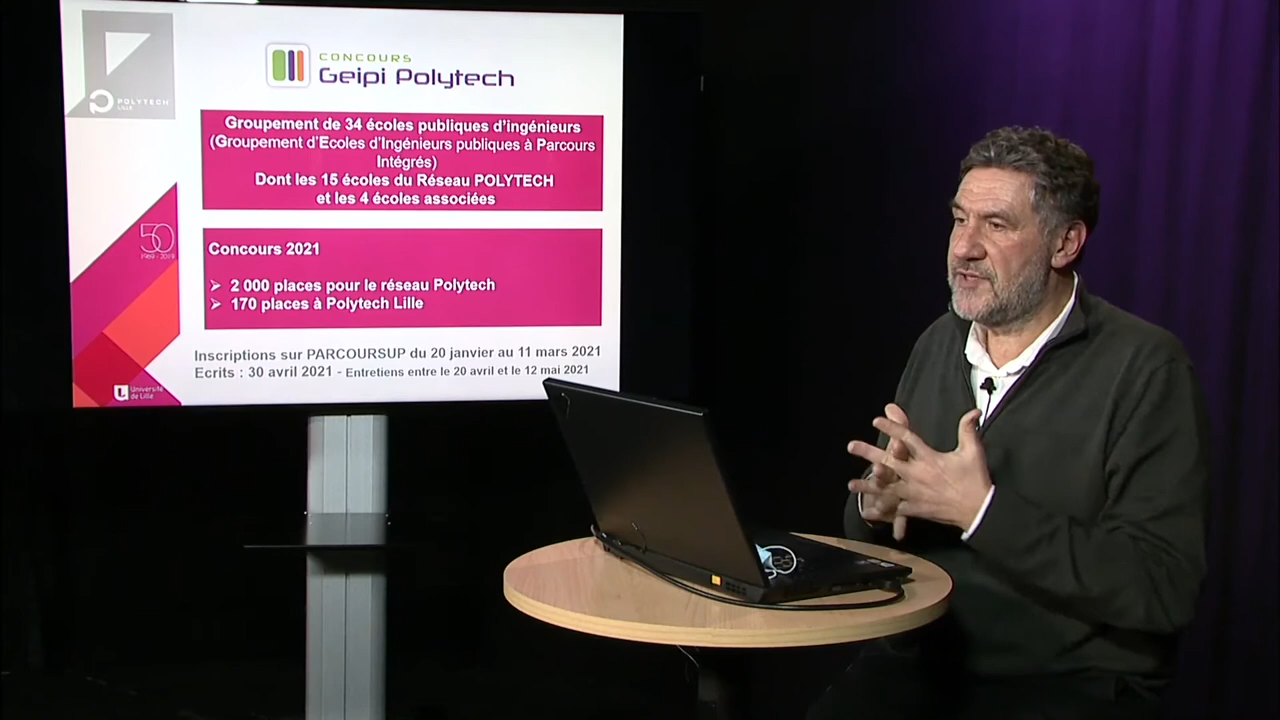 CONCOURS
Geipi Polytech
POLYTECH
LILLE
Groupement de 34 écoles publiques d'ingénieurs
(Groupement d'Ecoles d'Ingénieurs publiques à Parcours
Intégrés)
Dont les 15 écoles du Réseau POLYTECH
et les 4 écoles associées
50
1969 - 2019
Concours 2021
➢ 2 000 places pour le réseau Polytech
➢ 170 places à Polytech Lille
Inscriptions sur PARCOURSUP du 20 janvier au 11 mars 2021
Ecrits : 30 avril 2021 - Entretiens entre le 20 avril et le 12 mai 2021
Université
de Lille